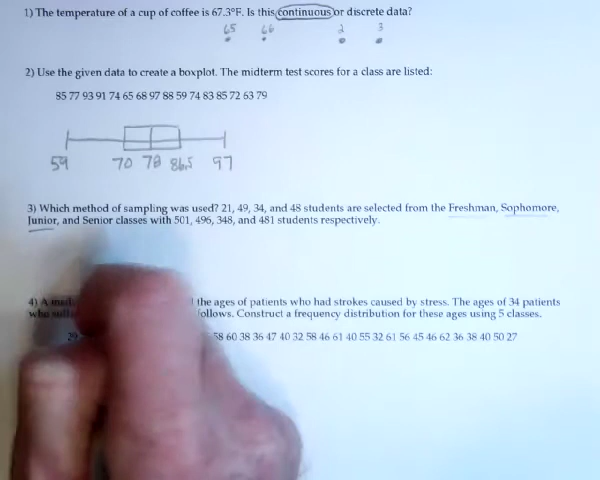 1) The temperature of a cup of coffee is 67.3°F. Is this continuous or discrete data?
65 66 2 3
2) Use the given data to create a boxplot. The midterm test scores for a class are listed:
85 77 93 91 74 65 68 97 88 59 74 83 85 72 63 79
59 70 78 86.5 97
3) Which method of sampling was used? 21, 49, 34, and 48 students are selected from the Freshman, Sophomore,
Junior, and Senior classes with 501, 496, 348, and 481 students respectively.
4) A the ages of patients who had strokes caused by stress. The ages of 34 patients
who follows. Construct a frequency distribution for these ages using 5 classes.
58 60 38 36 47 40 32 58 46 61 40 55 32 61 56 45 46 62 36 38 40 50 27